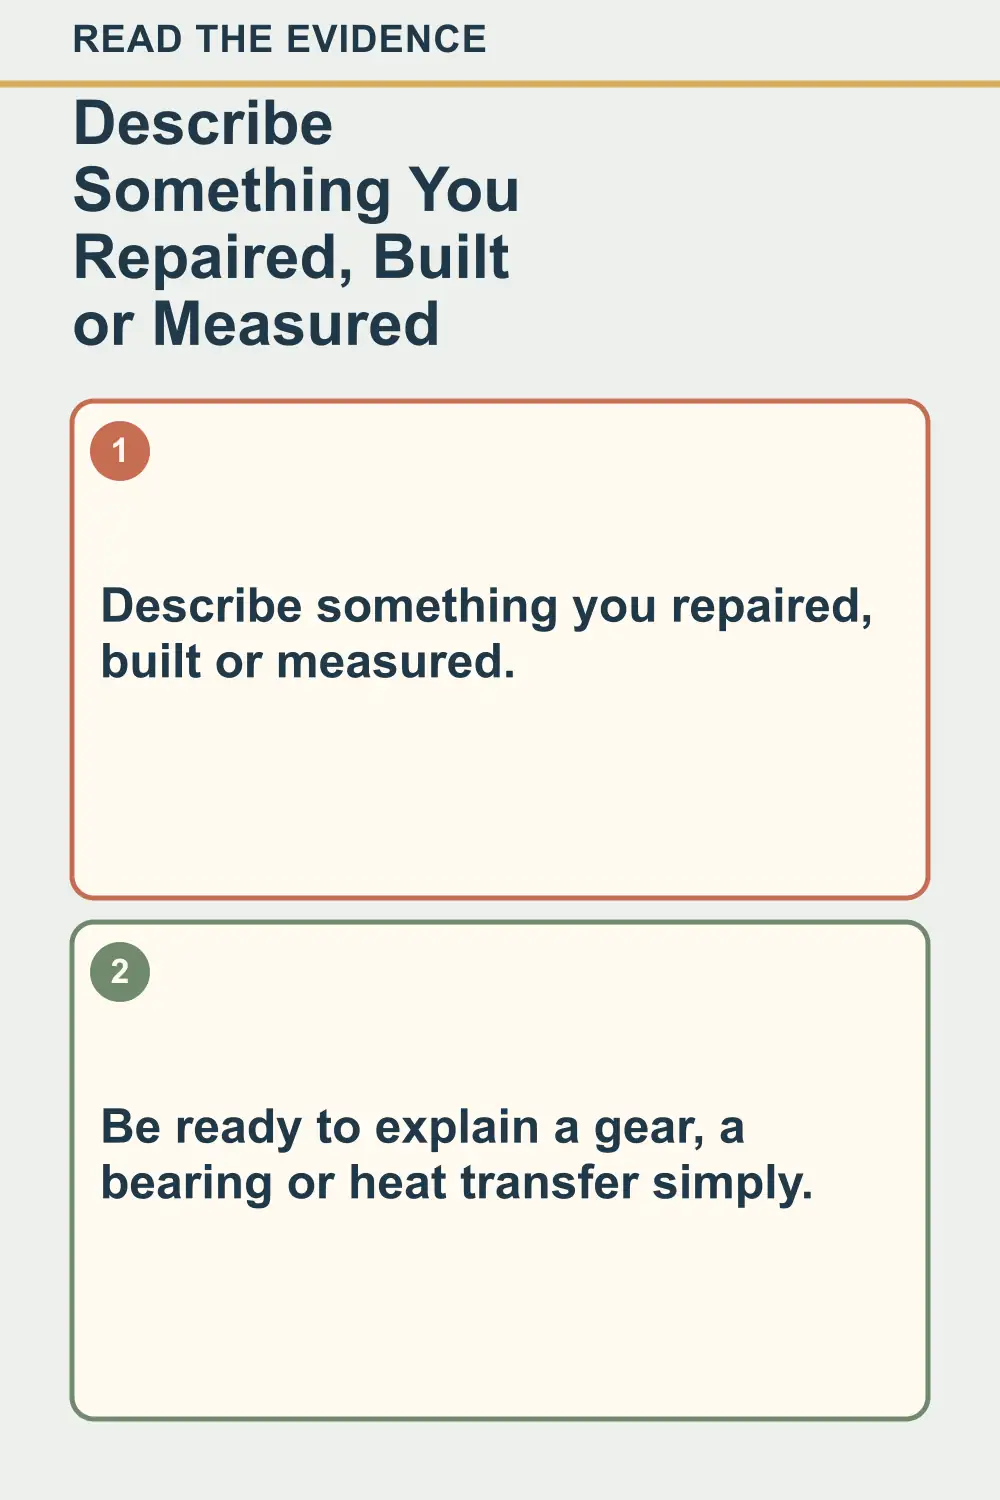 READ THE EVIDENCE
Describe
Something You
Repaired, Built
or Measured
1
Describe something you repaired,
built or measured.
2
Be ready to explain a gear, a
bearing or heat transfer simply.